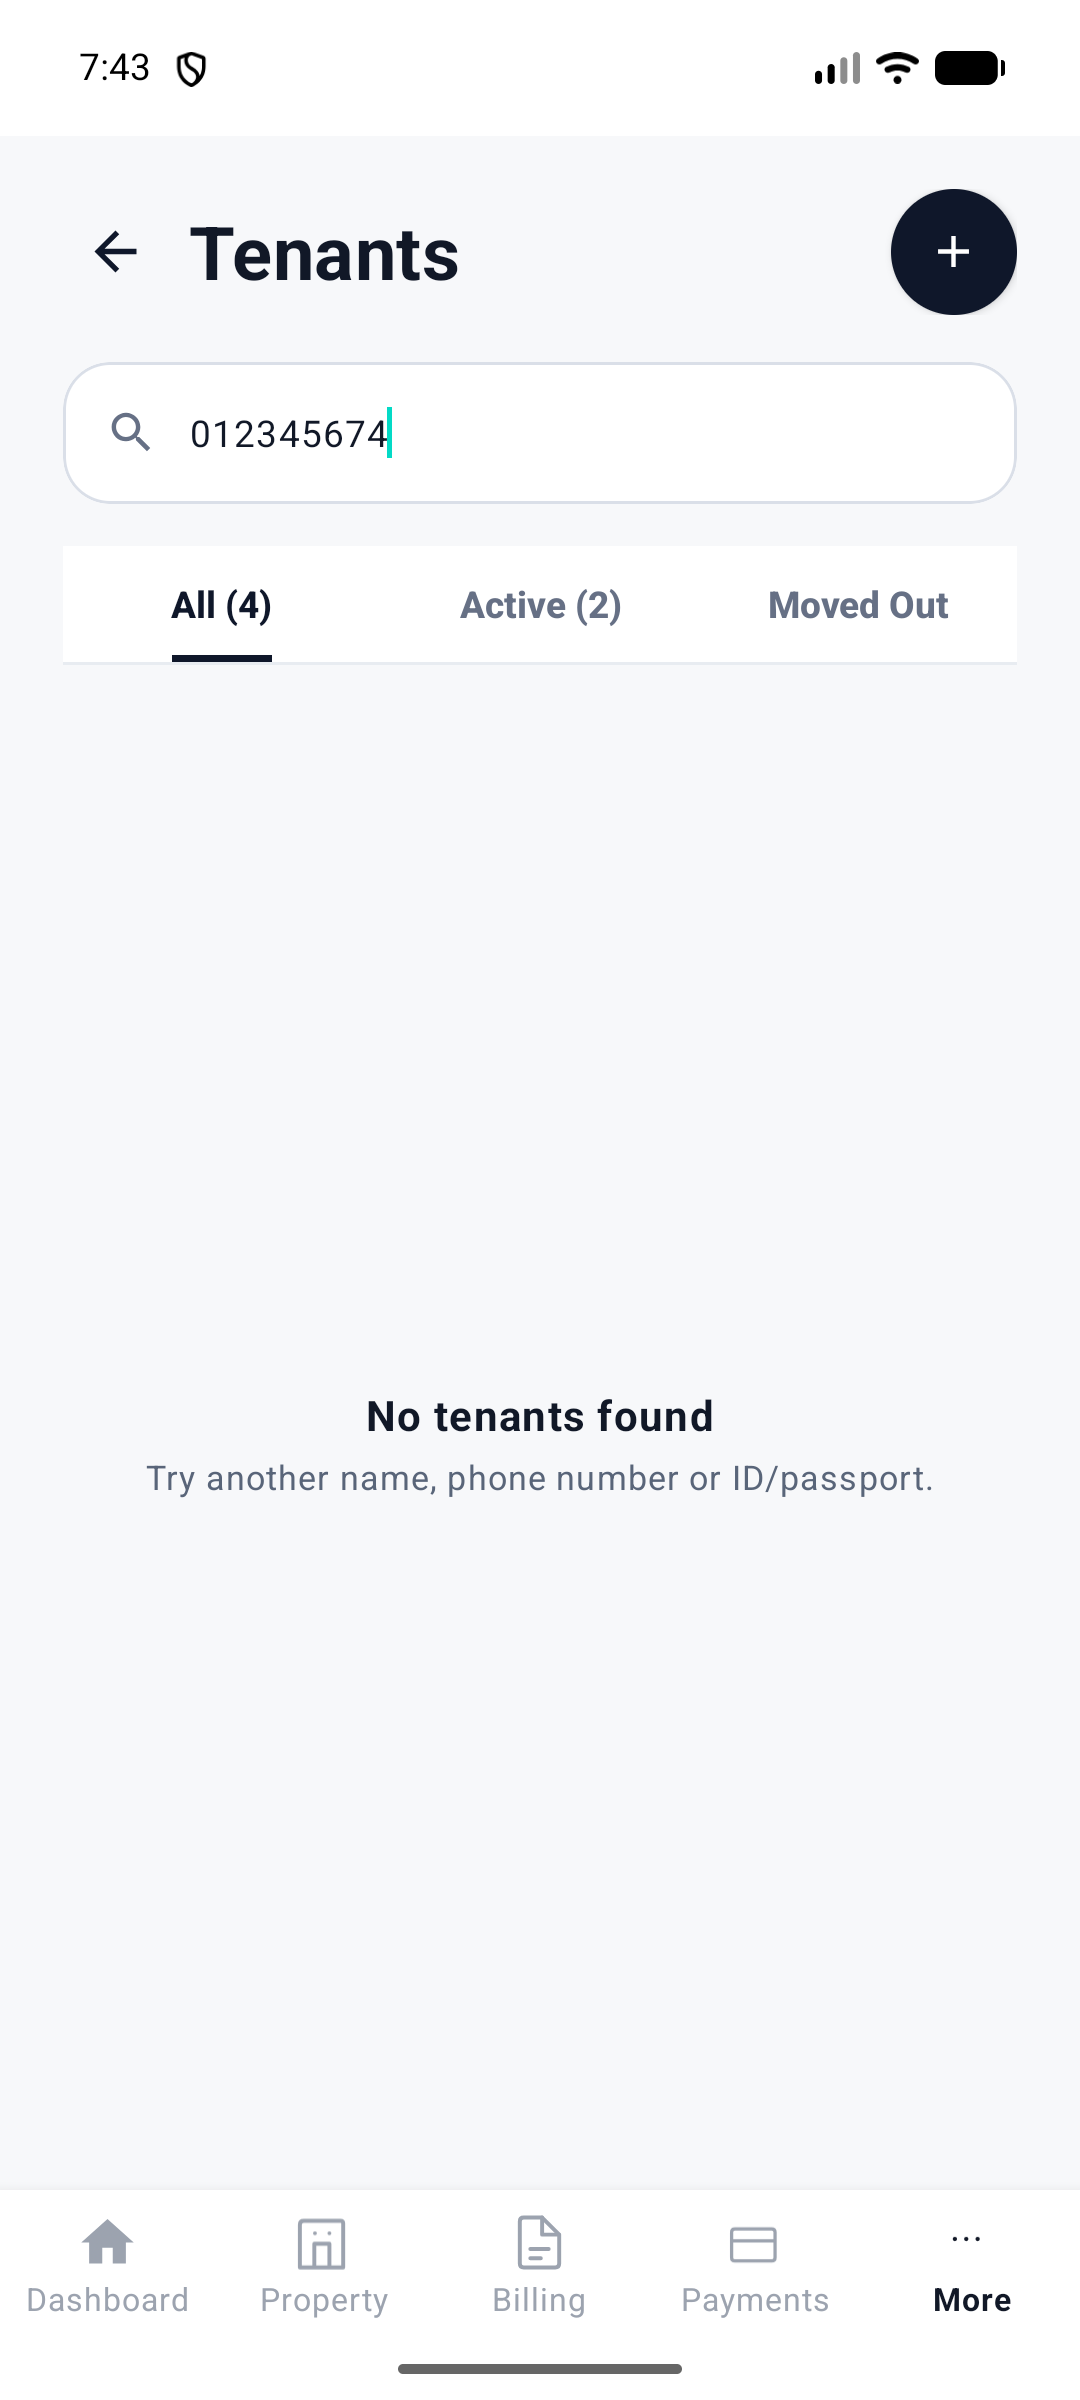 7:43
Tenants
012345674
All (4) Active (2) Moved Out
No tenants found
Try another name, phone number or ID/passport.
Dashboard Property Billing Payments More